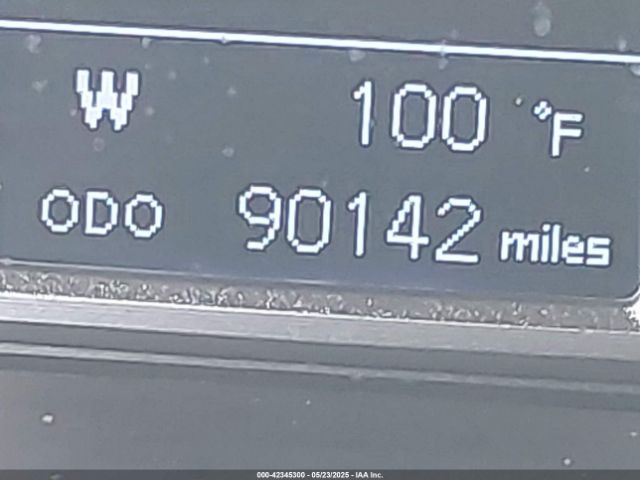 W 100 °F
ODO 90142 miles
000-42345300 - 05/23/2025 - IAA Inc.